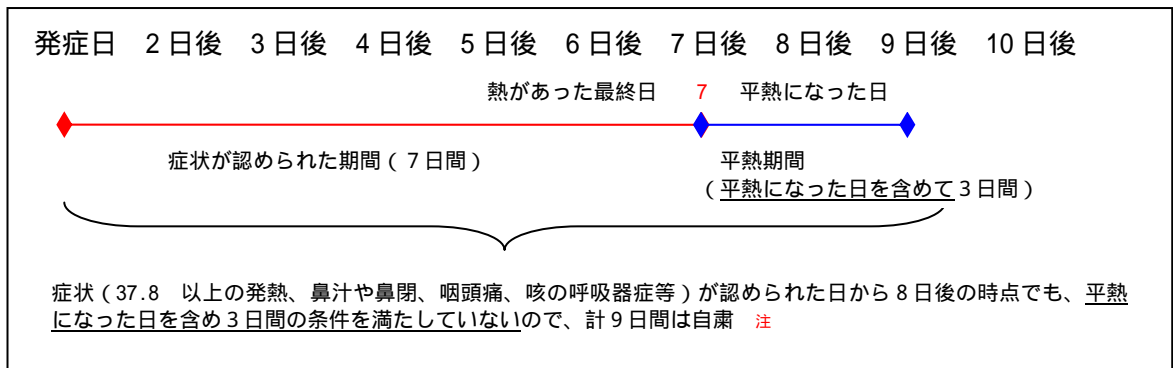 発症日 2日後 3日後 4日後 5日後 6日後 7日後 8日後 9日後 10日後
熱があった最終日 7 平熱になった日
症状が認められた期間(7日間) 平熱期間
(平熱になった日を含めて3日間)
症状(37.8 以上の発熱、鼻汁や鼻閉、咽頭痛、咳の呼吸器症等)が認められた日から8日後の時点でも、平熱
になった日を含め3日間の条件を満たしていないので、計9日間は自粛 注